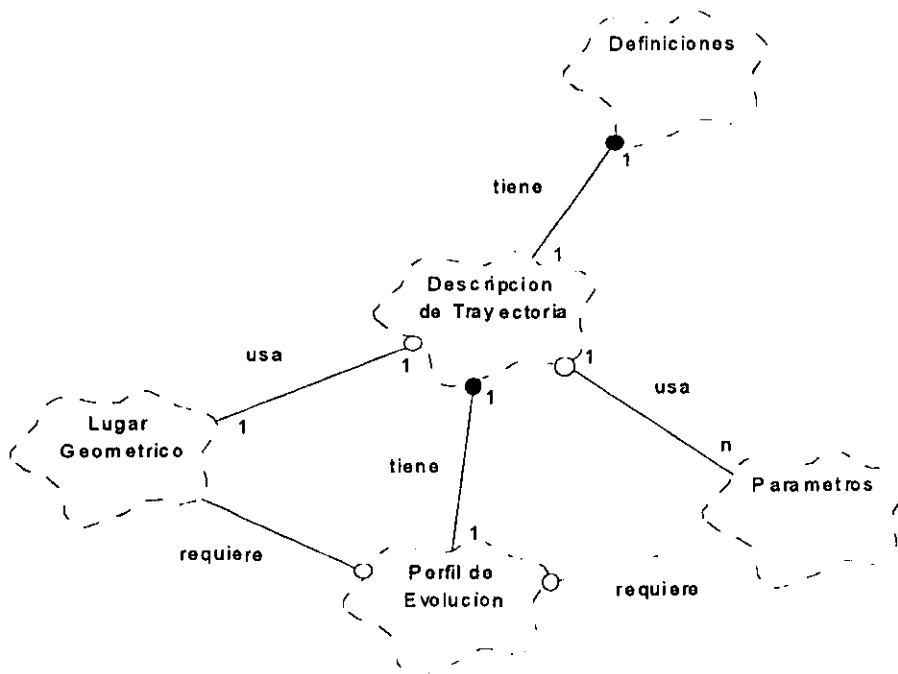 Definiciones
1
tiene
1
Descripcion
de Trayectoria
usa
1
1
1
usa
1
Lugar
Geometrico
tiene
n
Parametros
1
requiere
Perfil de
Evolucion
requiere